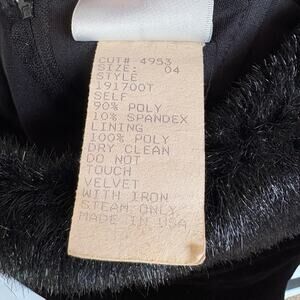 CUT# 4953
SIZE: 04
STYLE
191700T
SELF
90% POLY
10% SPANDEX
LINING
100% POLY
DRY CLEAN
DO NOT
TOUCH
VELVET
WITH IRON
STEAM ONLY
MADE IN USA